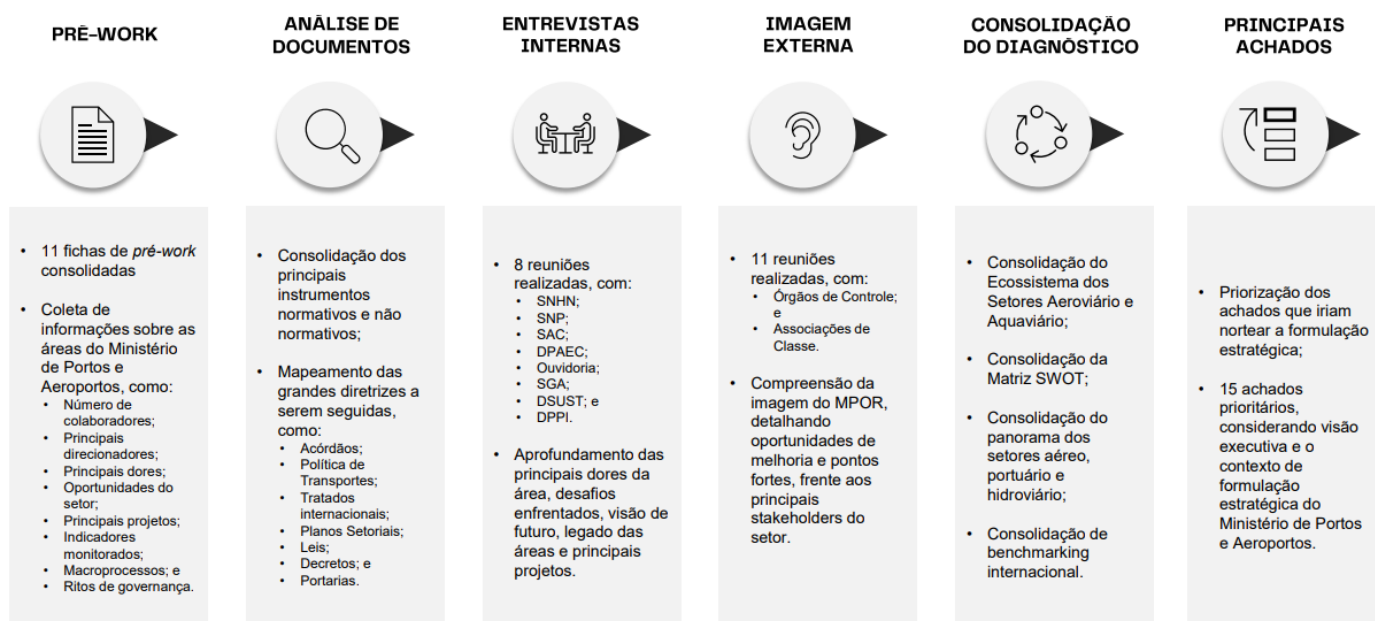 PRÉ-WORK
• 11 fichas de pré-work
consolidadas
• Coleta de
informações sobre as
áreas do Ministério
de Portos e
Aeroportos, como:
• Número de
colaboradores;
• Principais
direcionadores;
• Principais dores;
• Oportunidades do
setor;
• Principais projetos;
• Indicadores
monitorados;
• Macroprocessos; e
• Ritos de governança.
ANÁLISE DE
DOCUMENTOS
• Consolidação dos
principais
instrumentos
normativos e não
normativos;
• Mapeamento das
grandes diretrizes a
serem seguidas,
como:
• Acórdãos;
• Política de
Transportes;
• Tratados
internacionais;
• Planos Setoriais;
• Leis;
• Decretos; e
• Portarias.
ENTREVISTAS
INTERNAS
• 8 reuniões
realizadas, com:
• SNHN;
• SNP;
• SAC;
• DPAEC;
• Ouvidoria;
• SGA;
• DSUST; e
• DPPI.
• Aprofundamento das
principais dores da
área, desafios
enfrentados, visão de
futuro, legado das
áreas e principais
projetos.
IMAGEM
EXTERNA
• 11 reuniões
realizadas, com:
• Órgãos de Controle;
e
• Associações de
Classe.
• Compreensão da
imagem do MPOR,
detalhando
oportunidades de
melhoria e pontos
fortes, frente aos
principais
stakeholders do
setor.
CONSOLIDAÇÃO
DO DIAGNÓSTICO
• Consolidação do
Ecossistema dos
Setores Aeroviário e
Aquaviário;
• Consolidação da
Matriz SWOT;
• Consolidação do
panorama dos
setores aéreo,
portuário e
hidroviário;
• Consolidação de
benchmarking
internacional.
PRINCIPAIS
ACHADOS
• Priorização dos
achados que iriam
nortear a formulação
estratégica;
• 15 achados
prioritários,
considerando visão
executiva e o
contexto de
formulação
estratégica do
Ministério de Portos
e Aeroportos.